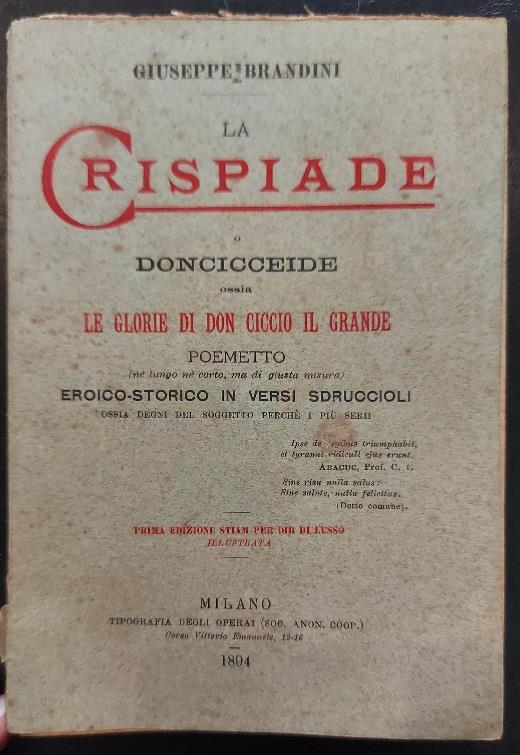 GIUSEPPE BRANDINI
LA
CRISPIADE
o
DONCICCEIDE
ossia
LE GLORIE DI DON CICCIO IL GRANDE
POEMETTO
(nè lungo nè corto, ma di giusta misura)
EROICO-STORICO IN VERSI SDRUCCIOLI
OSSIA DEGNI DEL SOGGETTO PERCHÈ I PIÙ SERII
Ipse de triumphabit,
et tyranni ridiculi ejus erunt.
ABACUC, Prof. C. I.
Sine risu nulla salus:
Sine salute, nulla felicitas.
(Detto comune).
PRIMA EDIZIONE STIAM-PER DIR DI LUSSO
ILLUSTRATA
MILANO
TIPOGRAFIA DEGLI OPERAI (SOC. ANON. COOP.)
Corso Vittorio Emanuele, 12-16
1894